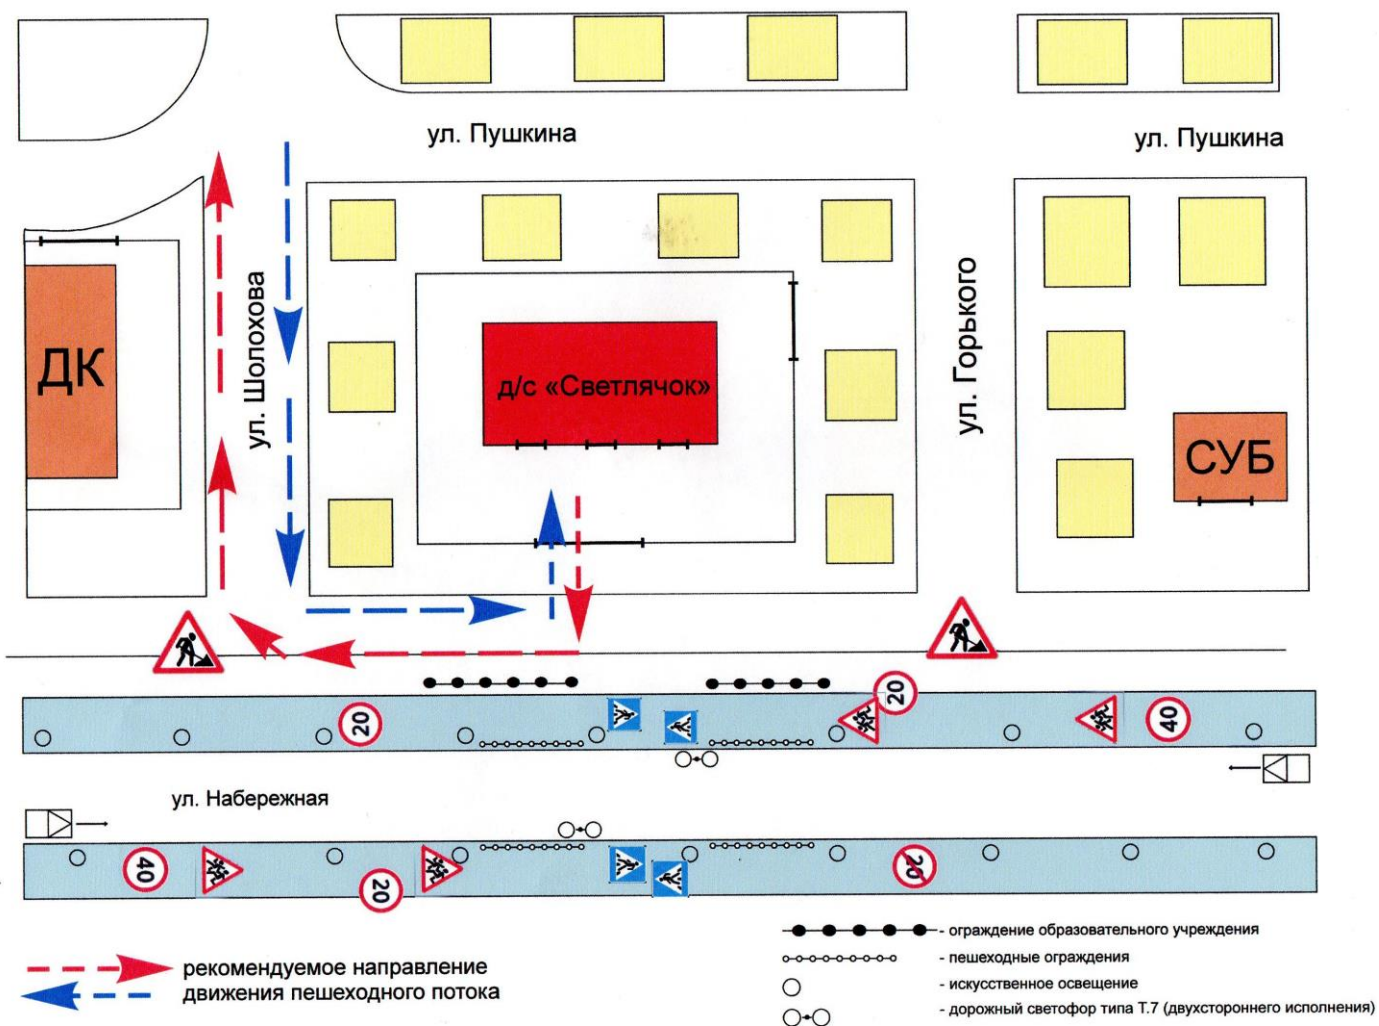 ул. Пушкина
ул. Пушкина
ул. Шолохова
ДК
д/с «Светлячок»
ул. Горького
СУБ
20
20
40
ул. Набережная
40
20
20
рекомендуемое направление
движения пешеходного потока
- ограждение образовательного учреждения
- пешеходные ограждения
- искусственное освещение
- дорожный светофор типа Т.7 (двухстороннего исполнения)